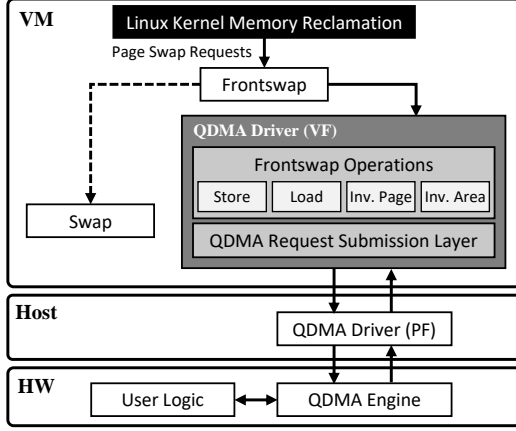 VM
Linux Kernel Memory Reclamation
Page Swap Requests
Frontswap
QDMA Driver (VF)
Frontswap Operations
Store Load Inv. Page Inv. Area
Swap
QDMA Request Submission Layer
Host
QDMA Driver (PF)
HW
User Logic QDMA Engine